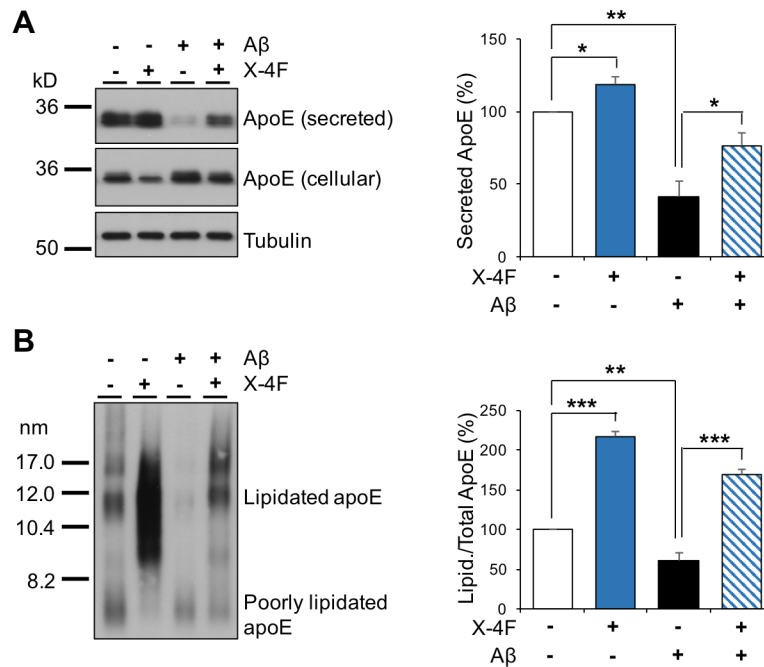 A
- - + + Aβ
- + - + X-4F
kD
36
ApoE (secreted)
36
ApoE (cellular)
50
Tubulin
Secreted ApoE (%)
150
100
50
0
**
*
*
X-4F - + - +
Aβ - - + +
B
- - + + Aβ
- + - + X-4F
nm
17.0
12.0
10.4
8.2
Lipidated apoE
Poorly lipidated
apoE
Lipid./Total ApoE (%)
250
200
150
100
50
0
**
***
***
X-4F - + - +
Aβ - - + +